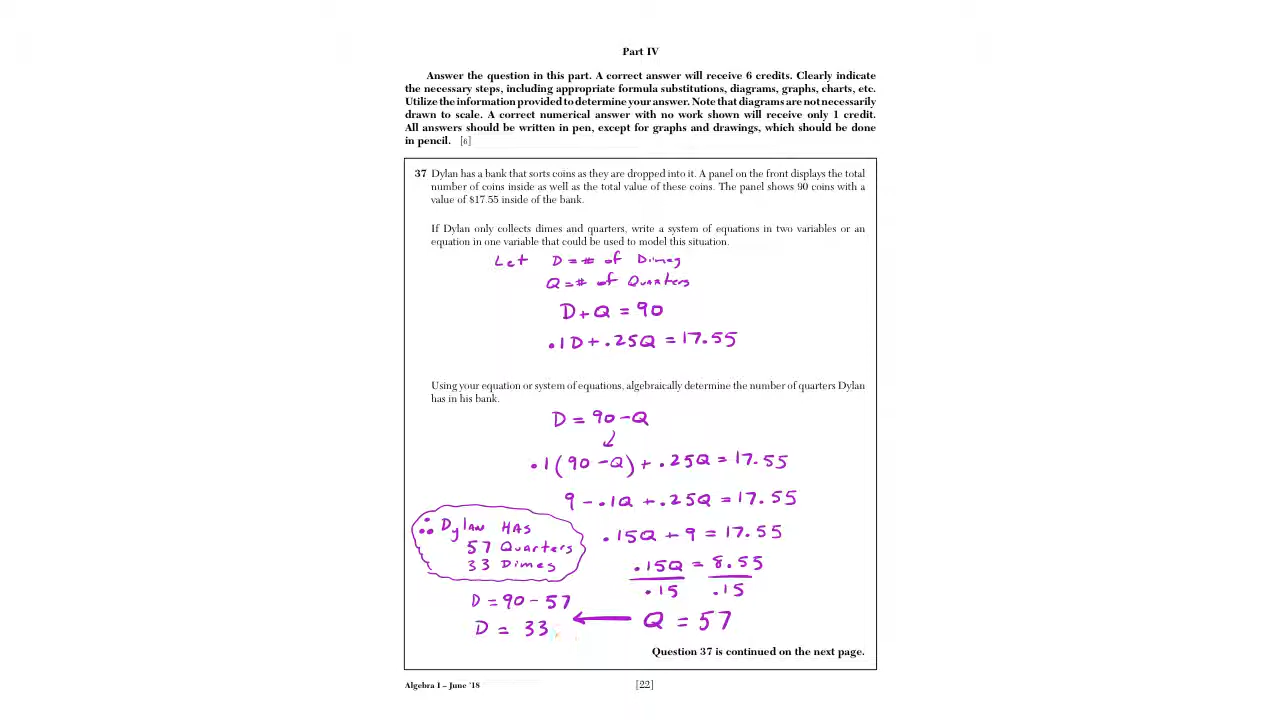 Part IV
Answer the question in this part. A correct answer will receive 6 credits. Clearly indicate
the necessary steps, including appropriate formula substitutions, diagrams, graphs, charts, etc.
Utilize the information provided to determine your answer. Note that diagrams are not necessarily
drawn to scale. A correct numerical answer with no work shown will receive only 1 credit.
All answers should be written in pen, except for graphs and drawings, which should be done
in pencil. [6]
37 Dylan has a bank that sorts coins as they are dropped into it. A panel on the front displays the total
number of coins inside as well as the total value of these coins. The panel shows 90 coins with a
value of $17.55 inside of the bank.
If Dylan only collects dimes and quarters, write a system of equations in two variables or an
equation in one variable that could be used to model this situation.
Let D = # of Dimes
Q = # of Quarters
D + Q = 90
.1D + .25Q = 17.55
Using your equation or system of equations, algebraically determine the number of quarters Dylan
has in his bank.
D = 90 - Q
.1(90 - Q) + .25Q = 17.55
9 - .1Q + .25Q = 17.55
.15Q + 9 = 17.55
.15Q = 8.55
.15 .15
Q = 57
D = 90 - 57
D = 33
∴ Dylan HAS
57 Quarters
33 Dimes
Question 37 is continued on the next page.
Algebra I – June '18
[22]